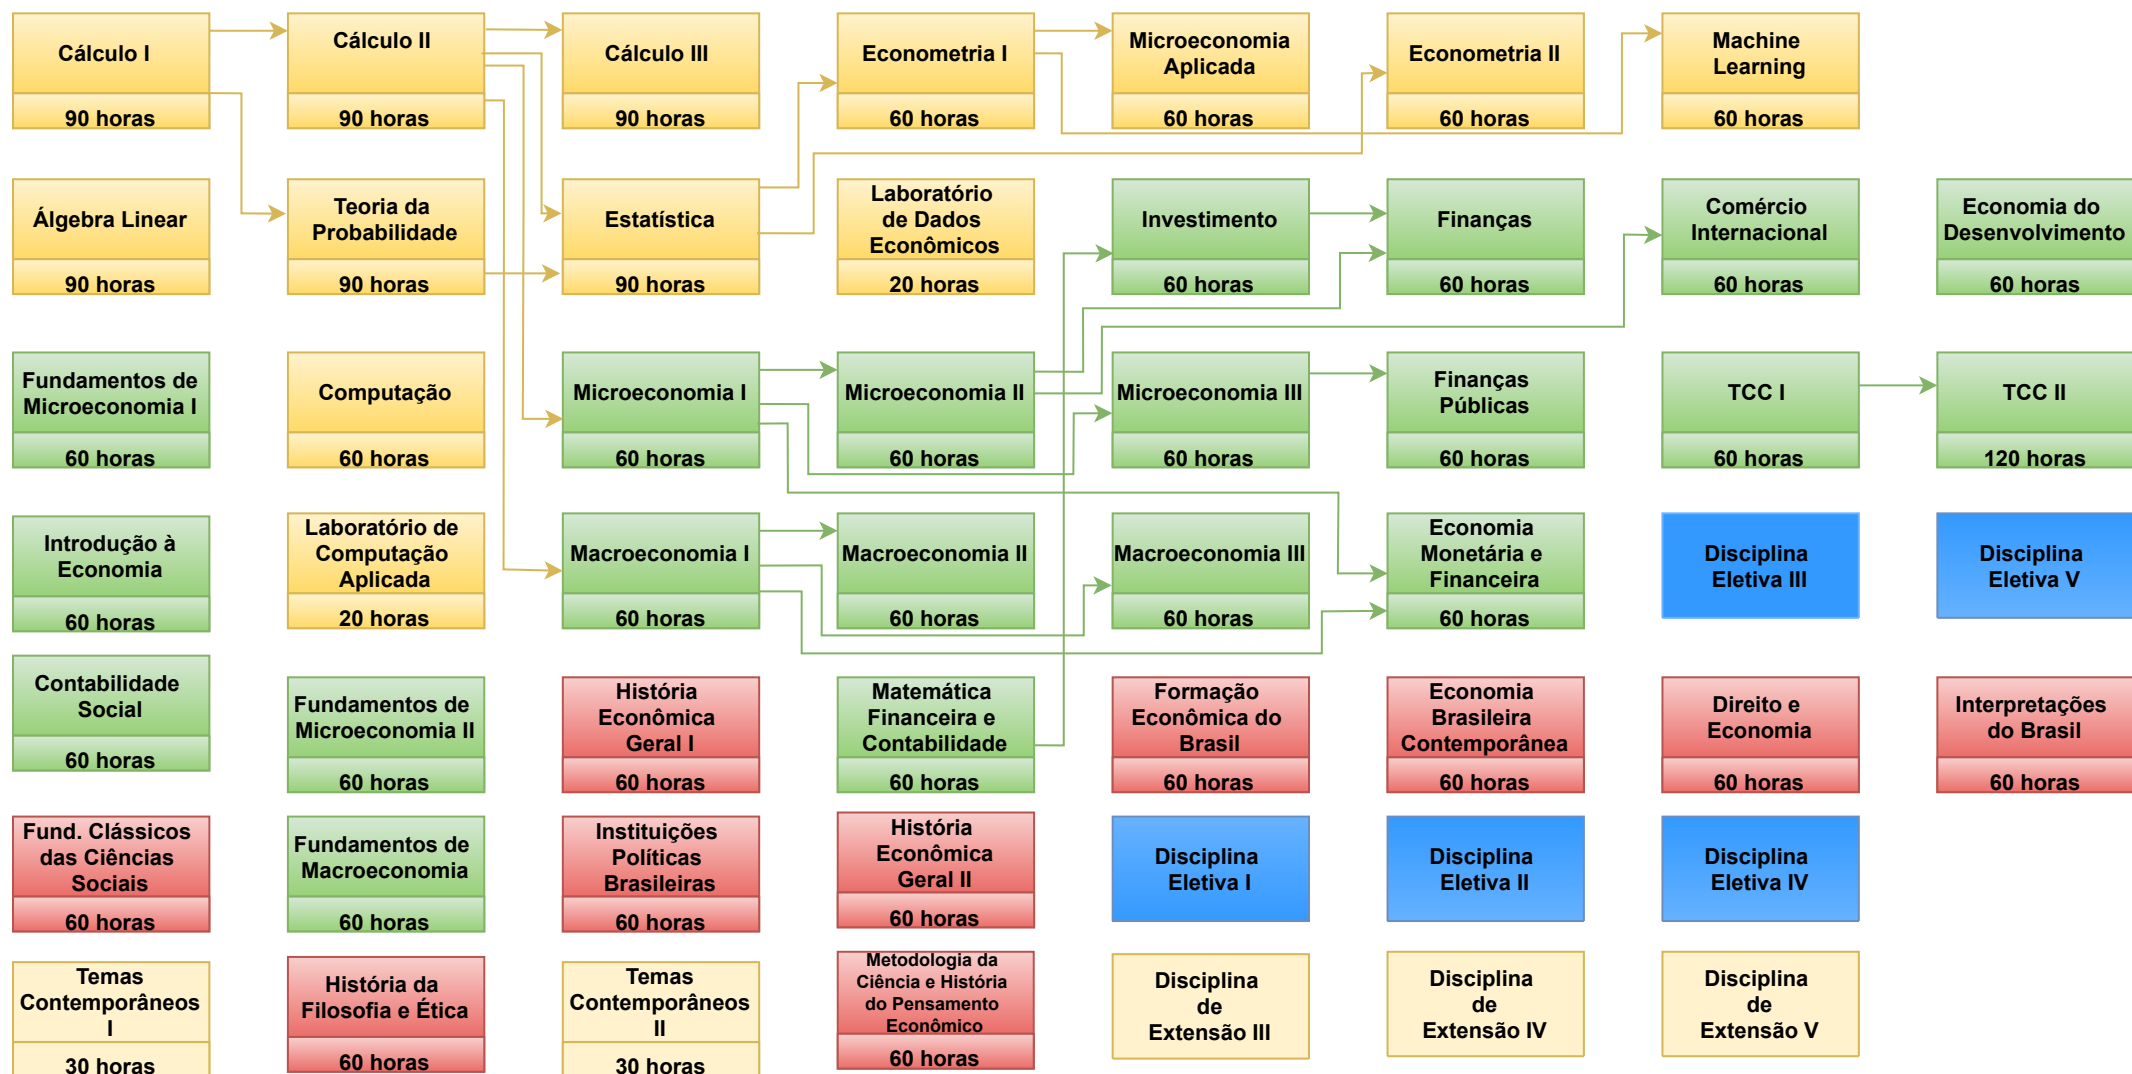 Cálculo I
90 horas
Cálculo II
90 horas
Cálculo III
90 horas
Econometria I
60 horas
Microeconomia
Aplicada
60 horas
Econometria II
60 horas
Machine
Learning
60 horas
Álgebra Linear
90 horas
Teoria da
Probabilidade
90 horas
Estatística
90 horas
Laboratório
de Dados
Econômicos
20 horas
Investimento
60 horas
Finanças
60 horas
Comércio
Internacional
60 horas
Economia do
Desenvolvimento
60 horas
Fundamentos de
Microeconomia I
60 horas
Computação
60 horas
Microeconomia I
60 horas
Microeconomia II
60 horas
Microeconomia III
60 horas
Finanças
Públicas
60 horas
TCC I
60 horas
TCC II
120 horas
Introdução à
Economia
60 horas
Laboratório de
Computação
Aplicada
20 horas
Macroeconomia I
60 horas
Macroeconomia II
60 horas
Macroeconomia III
60 horas
Economia
Monetária e
Financeira
60 horas
Disciplina
Eletiva III
Disciplina
Eletiva V
Contabilidade
Social
60 horas
Fundamentos de
Microeconomia II
60 horas
História
Econômica
Geral I
60 horas
Matemática
Financeira e
Contabilidade
60 horas
Formação
Econômica do
Brasil
60 horas
Economia
Brasileira
Contemporânea
60 horas
Direito e
Economia
60 horas
Interpretações
do Brasil
60 horas
Fund. Clássicos
das Ciências
Sociais
60 horas
Fundamentos de
Macroeconomia
60 horas
Instituições
Políticas
Brasileiras
60 horas
História
Econômica
Geral II
60 horas
Disciplina
Eletiva I
Disciplina
Eletiva II
Disciplina
Eletiva IV
Temas
Contemporâneos
I
30 horas
História da
Filosofia e Ética
60 horas
Temas
Contemporâneos
II
30 horas
Metodologia da
Ciência e História
do Pensamento
Econômico
60 horas
Disciplina
de
Extensão III
Disciplina
de
Extensão IV
Disciplina
de
Extensão V